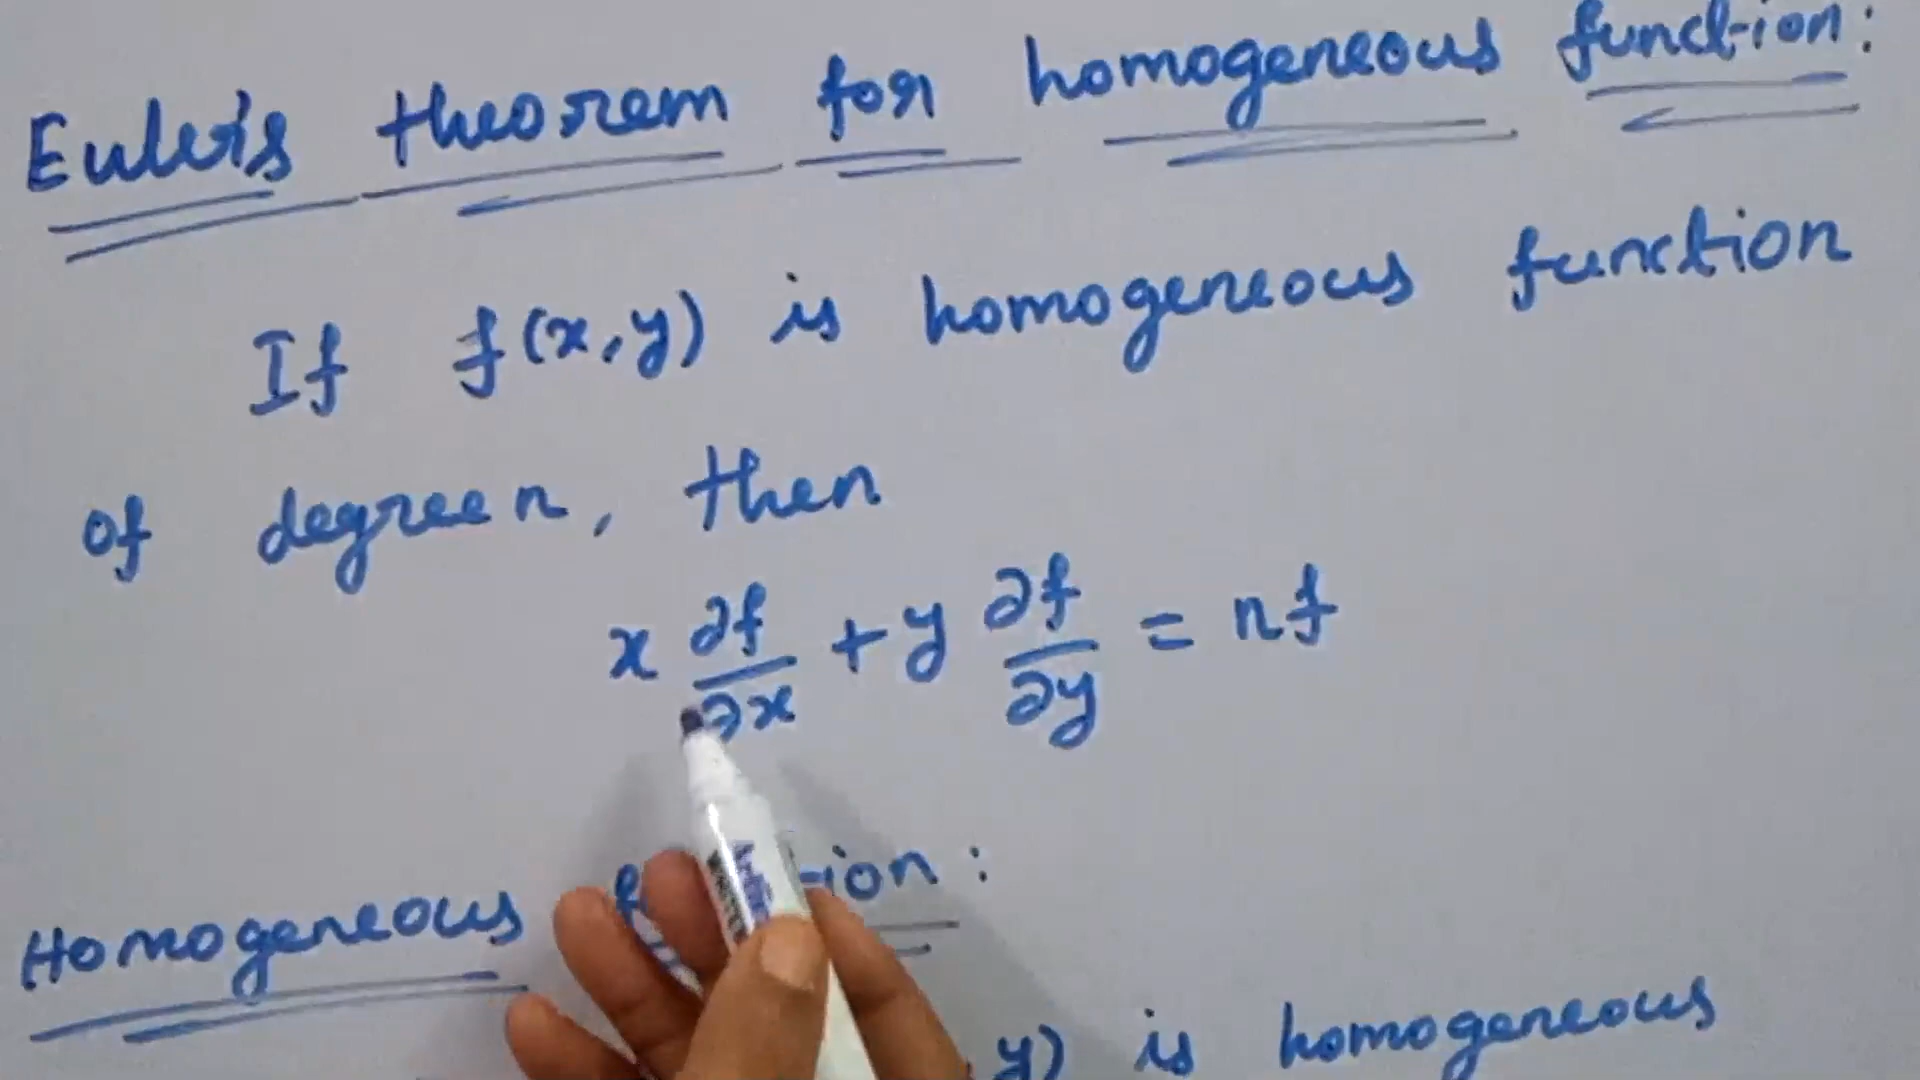 Euler's theorem for homogeneous function:
If f(x,y) is homogeneous function
of degree n, then
x ∂f/∂x + y ∂f/∂y = nf
Homogeneous :
y) is homogeneous